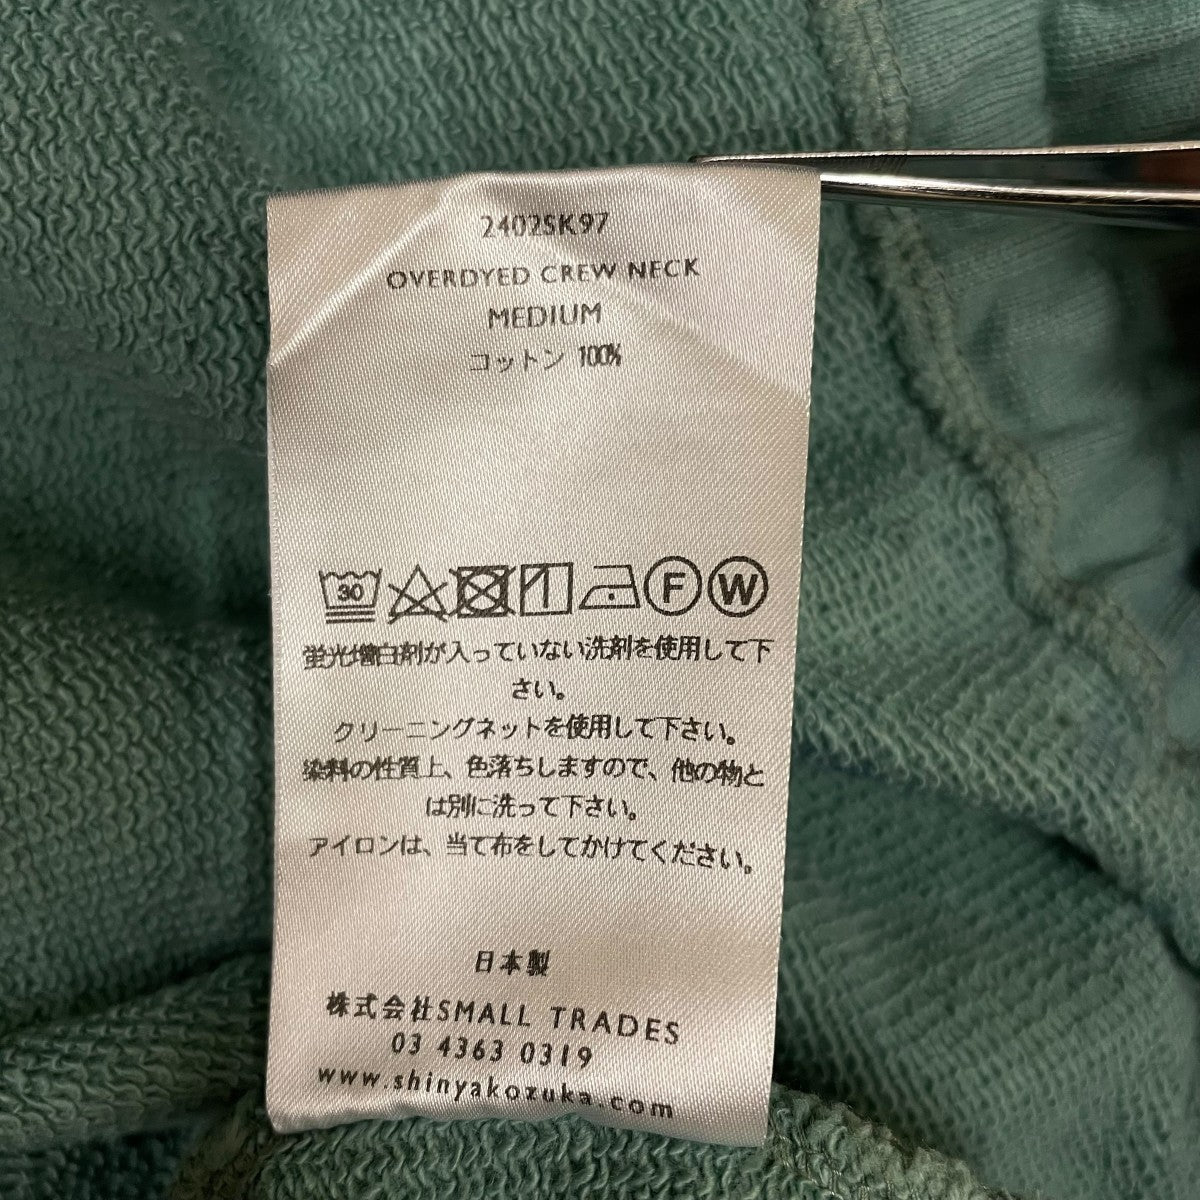 2402SK97
OVERDYED CREW NECK
MEDIUM
コットン 100%
30 F W
蛍光増白剤が入っていない洗剤を使用して下
さい。
クリーニングネットを使用して下さい。
染料の性質上、色落ちしますので、他の物と
は別に洗って下さい。
アイロンは、当て布をしてかけてください。
日本製
株式会社SMALL TRADES
03 4363 0319
www.shinyakozuka.com